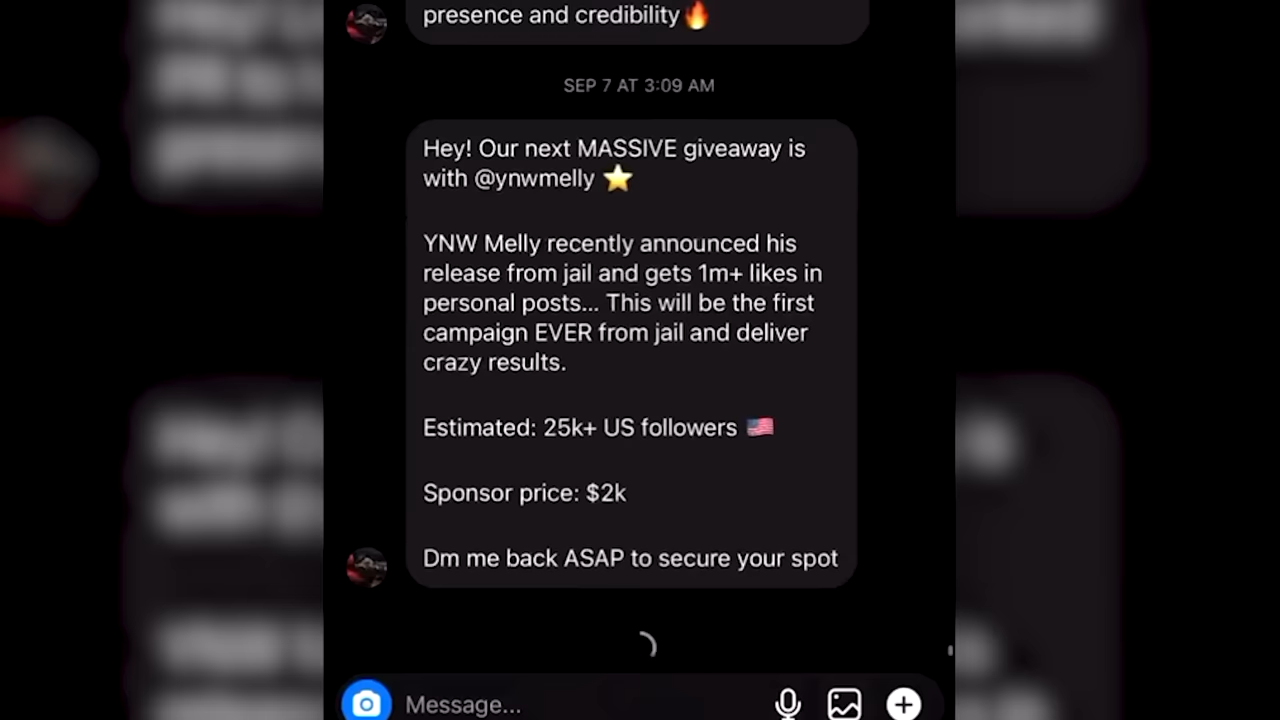 presence and credibility🔥
SEP 7 AT 3:09 AM
Hey! Our next MASSIVE giveaway is
with @ynwmelly ⭐
YNW Melly recently announced his
release from jail and gets 1m+ likes in
personal posts... This will be the first
campaign EVER from jail and deliver
crazy results.
Estimated: 25k+ US followers 🇺🇸
Sponsor price: $2k
Dm me back ASAP to secure your spot
Message...